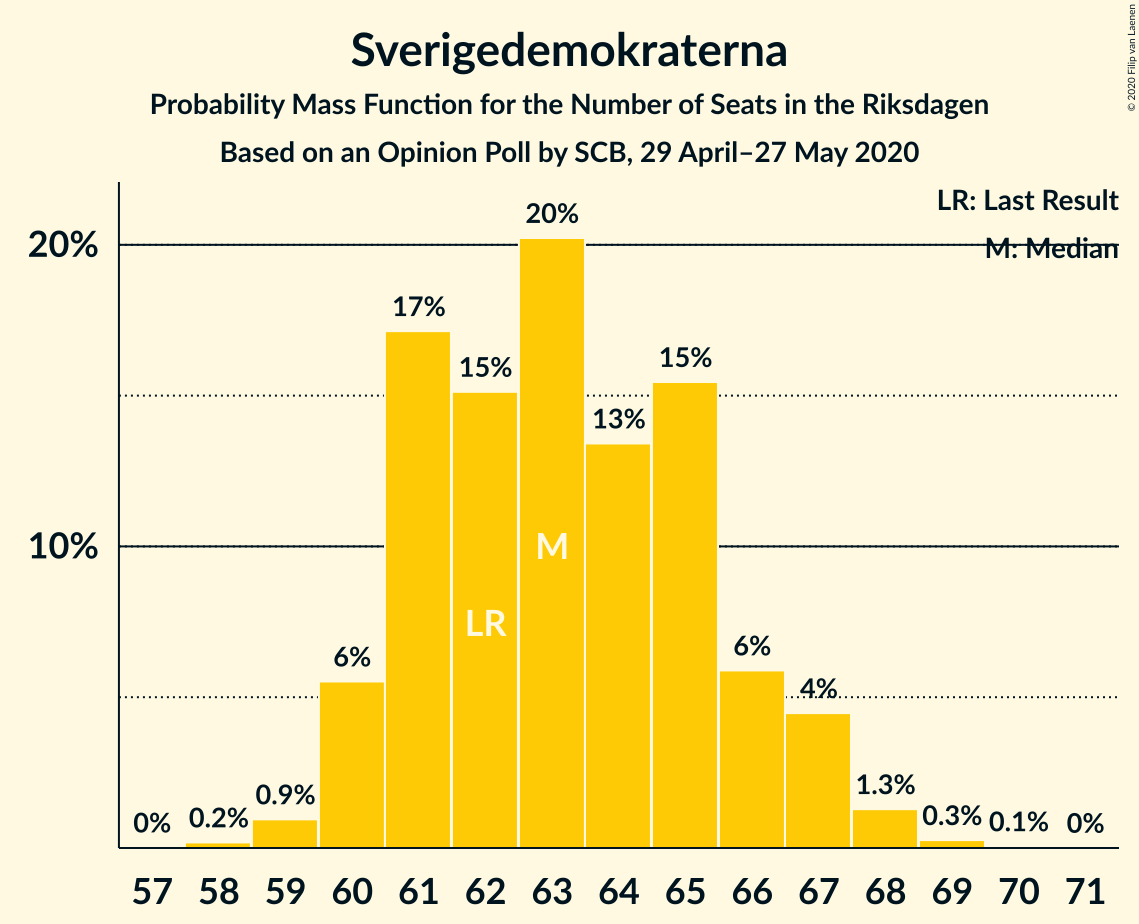 Sverigedemokraterna
Probability Mass Function for the Number of Seats in the Riksdagen
Based on an Opinion Poll by SCB, 29 April–27 May 2020
© 2020 Filip van Laenen
LR: Last Result
M: Median
20%
10%
0%
0.2%
0.9%
6%
17%
15%
20%
13%
15%
6%
4%
1.3%
0.3%
0.1%
0%
LR
M
57 58 59 60 61 62 63 64 65 66 67 68 69 70 71